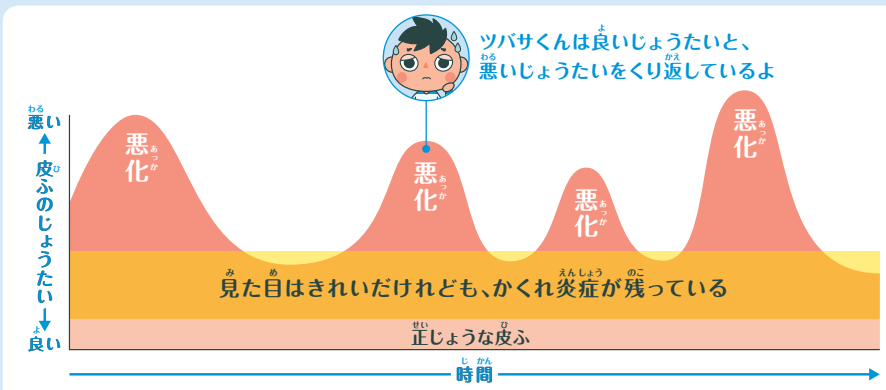 ツバサくんは良いじょうたいと、
悪いじょうたいをくり返しているよ
悪い
皮ふのじょうたい
良い
悪化
悪化
悪化
悪化
見た目はきれいだけれども、かくれ炎症が残っている
正じょうな皮ふ
時間